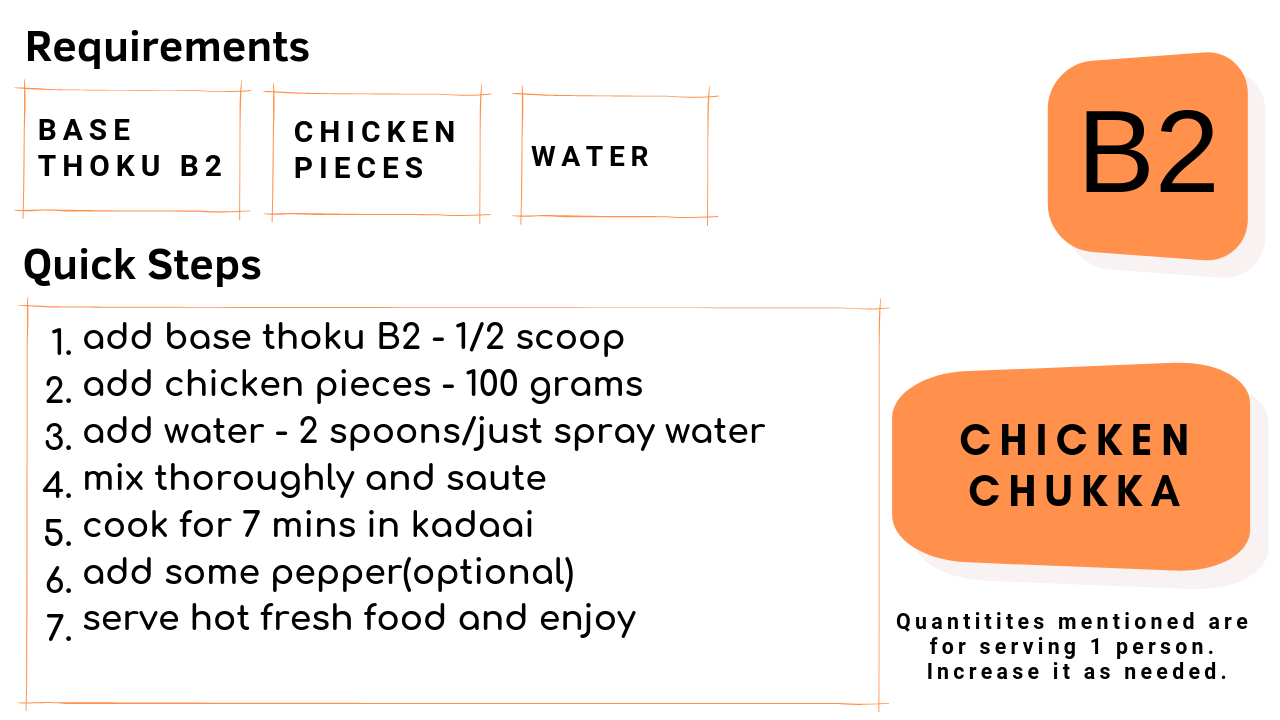 Requirements
BASE
THOKU B2
CHICKEN
PIECES
WATER
B2
Quick Steps
1. add base thoku B2 - 1/2 scoop
2. add chicken pieces - 100 grams
3. add water - 2 spoons/just spray water
4. mix thoroughly and saute
5. cook for 7 mins in kadaai
6. add some pepper(optional)
7. serve hot fresh food and enjoy
CHICKEN
CHUKKA
Quantitites mentioned are
for serving 1 person.
Increase it as needed.